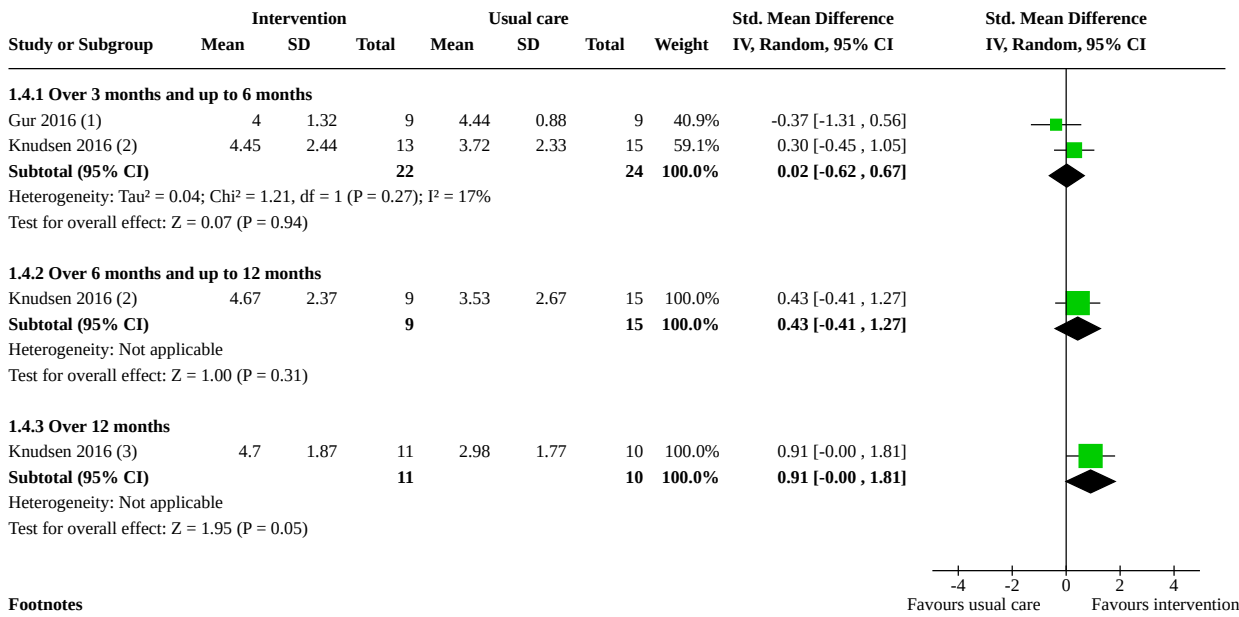 Intervention Usual care Std. Mean Difference Std. Mean Difference
Study or Subgroup Mean SD Total Mean SD Total Weight IV, Random, 95% CI IV, Random, 95% CI
1.4.1 Over 3 months and up to 6 months
Gur 2016 (1) 4 1.32 9 4.44 0.88 9 40.9% -0.37 [-1.31 , 0.56]
Knudsen 2016 (2) 4.45 2.44 13 3.72 2.33 15 59.1% 0.30 [-0.45 , 1.05]
Subtotal (95% CI) 22 24 100.0% 0.02 [-0.62 , 0.67]
Heterogeneity: Tau² = 0.04; Chi² = 1.21, df = 1 (P = 0.27); I² = 17%
Test for overall effect: Z = 0.07 (P = 0.94)
1.4.2 Over 6 months and up to 12 months
Knudsen 2016 (2) 4.67 2.37 9 3.53 2.67 15 100.0% 0.43 [-0.41 , 1.27]
Subtotal (95% CI) 9 15 100.0% 0.43 [-0.41 , 1.27]
Heterogeneity: Not applicable
Test for overall effect: Z = 1.00 (P = 0.31)
1.4.3 Over 12 months
Knudsen 2016 (3) 4.7 1.87 11 2.98 1.77 10 100.0% 0.91 [-0.00 , 1.81]
Subtotal (95% CI) 11 10 100.0% 0.91 [-0.00 , 1.81]
Heterogeneity: Not applicable
Test for overall effect: Z = 1.95 (P = 0.05)
-4 -2 0 2 4
Footnotes Favours usual care Favours intervention